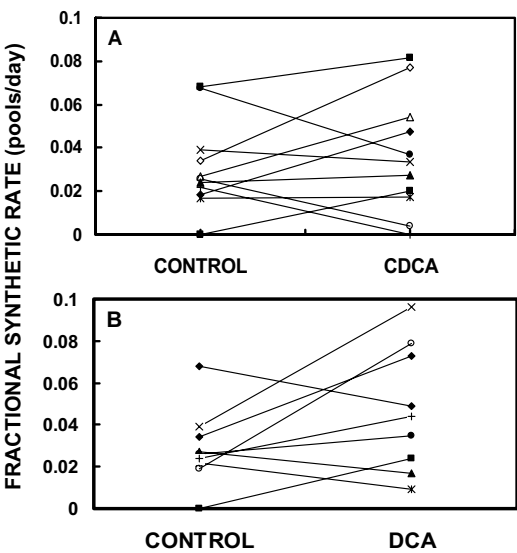 FRACTIONAL SYNTHETIC RATE (pools/day)
A
0.1
0.08
0.06
0.04
0.02
0
CONTROL CDCA
B
0.1
0.08
0.06
0.04
0.02
0
CONTROL DCA